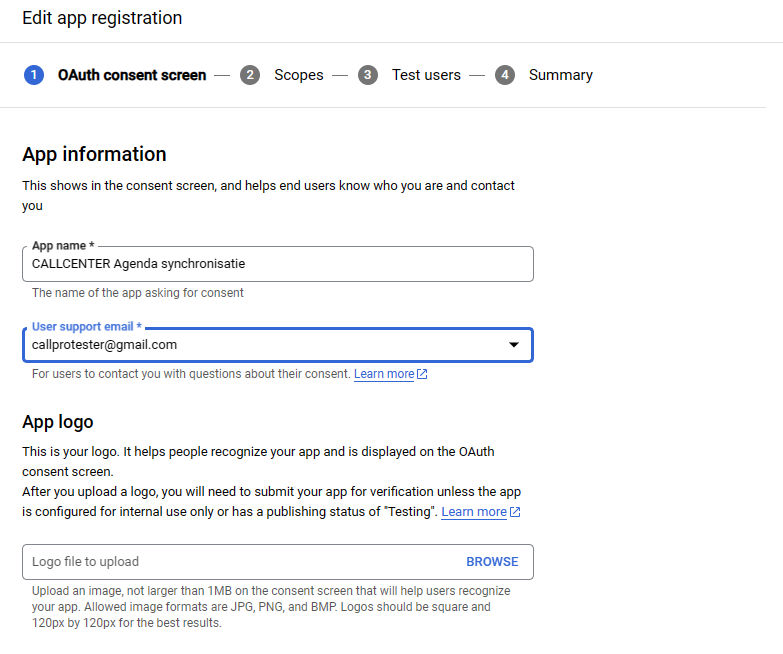 Edit app registration
1 OAuth consent screen — 2 Scopes — 3 Test users — 4 Summary
App information
This shows in the consent screen, and helps end users know who you are and contact
you
App name *
CALLCENTER Agenda synchronisatie
The name of the app asking for consent
User support email *
callprotester@gmail.com
For users to contact you with questions about their consent. Learn more
App logo
This is your logo. It helps people recognize your app and is displayed on the OAuth
consent screen.
After you upload a logo, you will need to submit your app for verification unless the app
is configured for internal use only or has a publishing status of "Testing". Learn more
Logo file to upload BROWSE
Upload an image, not larger than 1MB on the consent screen that will help users recognize
your app. Allowed image formats are JPG, PNG, and BMP. Logos should be square and
120px by 120px for the best results.